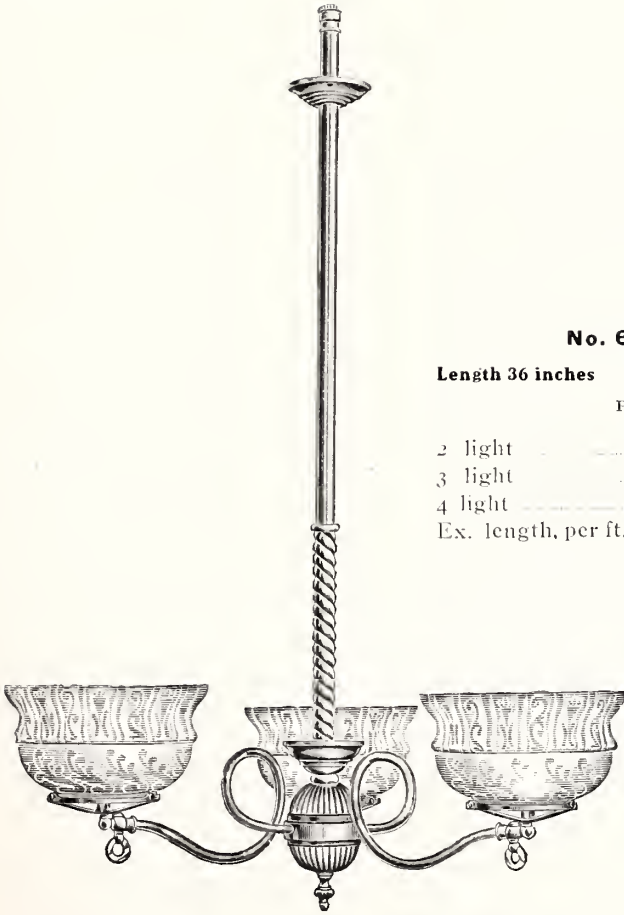 No. 6
Length 36 inches
2 light
3 light
4 light
Ex. length, per ft.